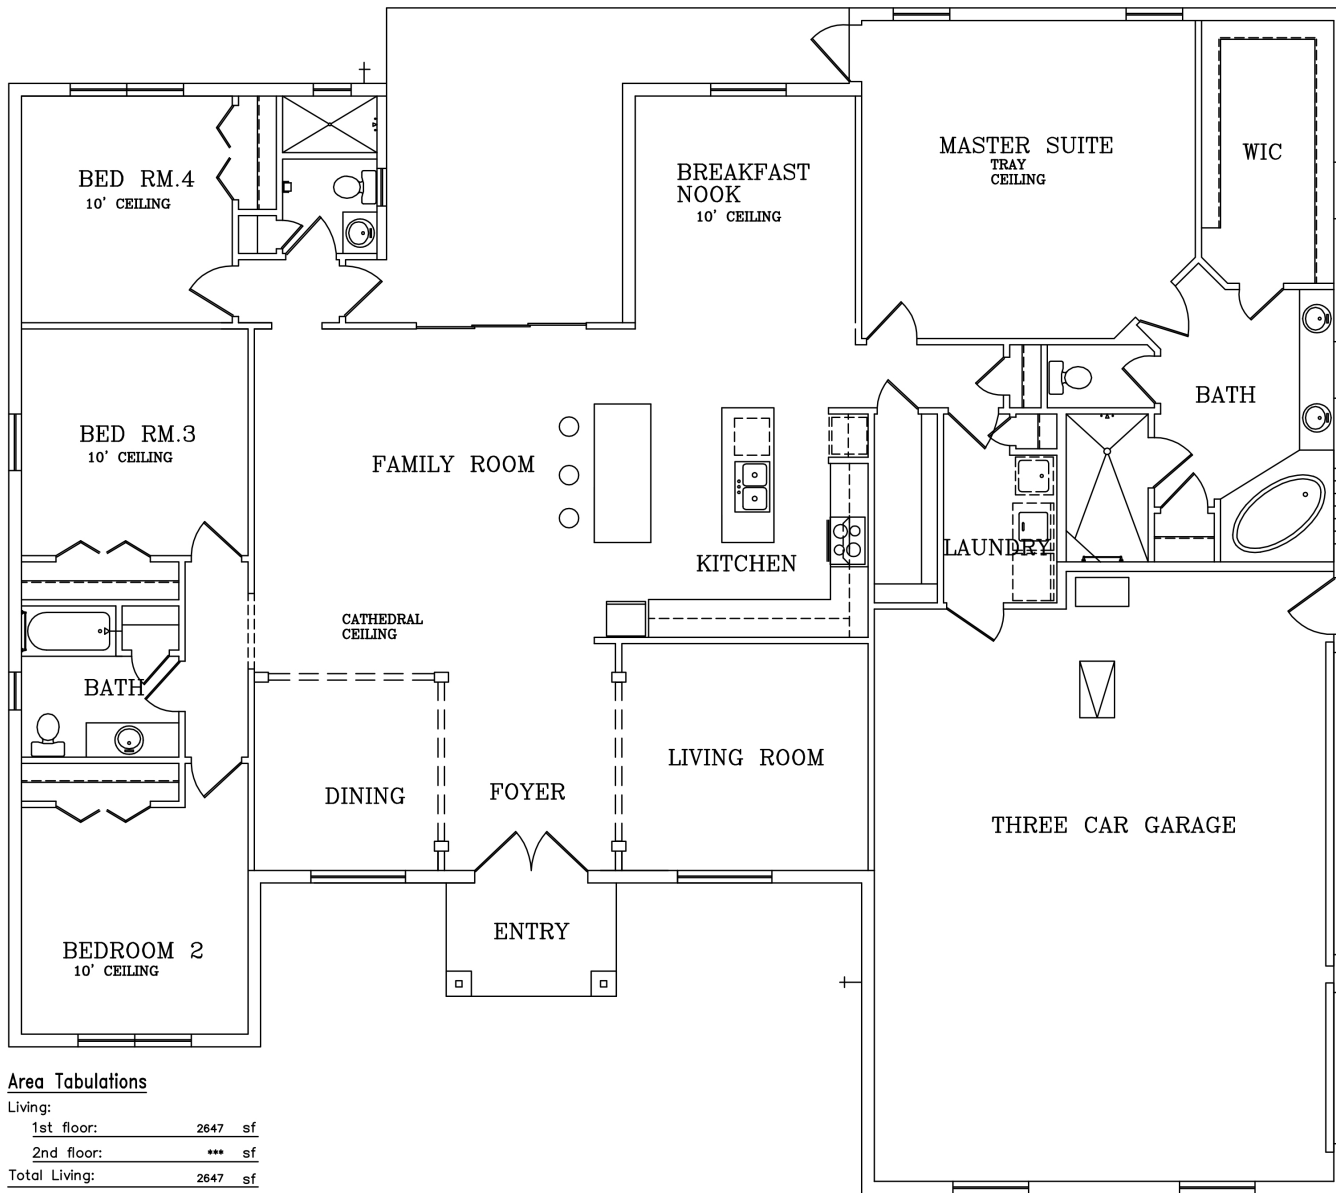 BED RM.4
10' CEILING
BREAKFAST
NOOK
10' CEILING
MASTER SUITE
TRAY
CEILING
WIC
BED RM.3
10' CEILING
FAMILY ROOM
BATH
KITCHEN
LAUNDRY
CATHEDRAL
CEILING
BATH
DINING
FOYER
LIVING ROOM
THREE CAR GARAGE
ENTRY
BEDROOM 2
10' CEILING
Area Tabulations
Living:
1st floor: 2647 sf
2nd floor: *** sf
Total Living: 2647 sf